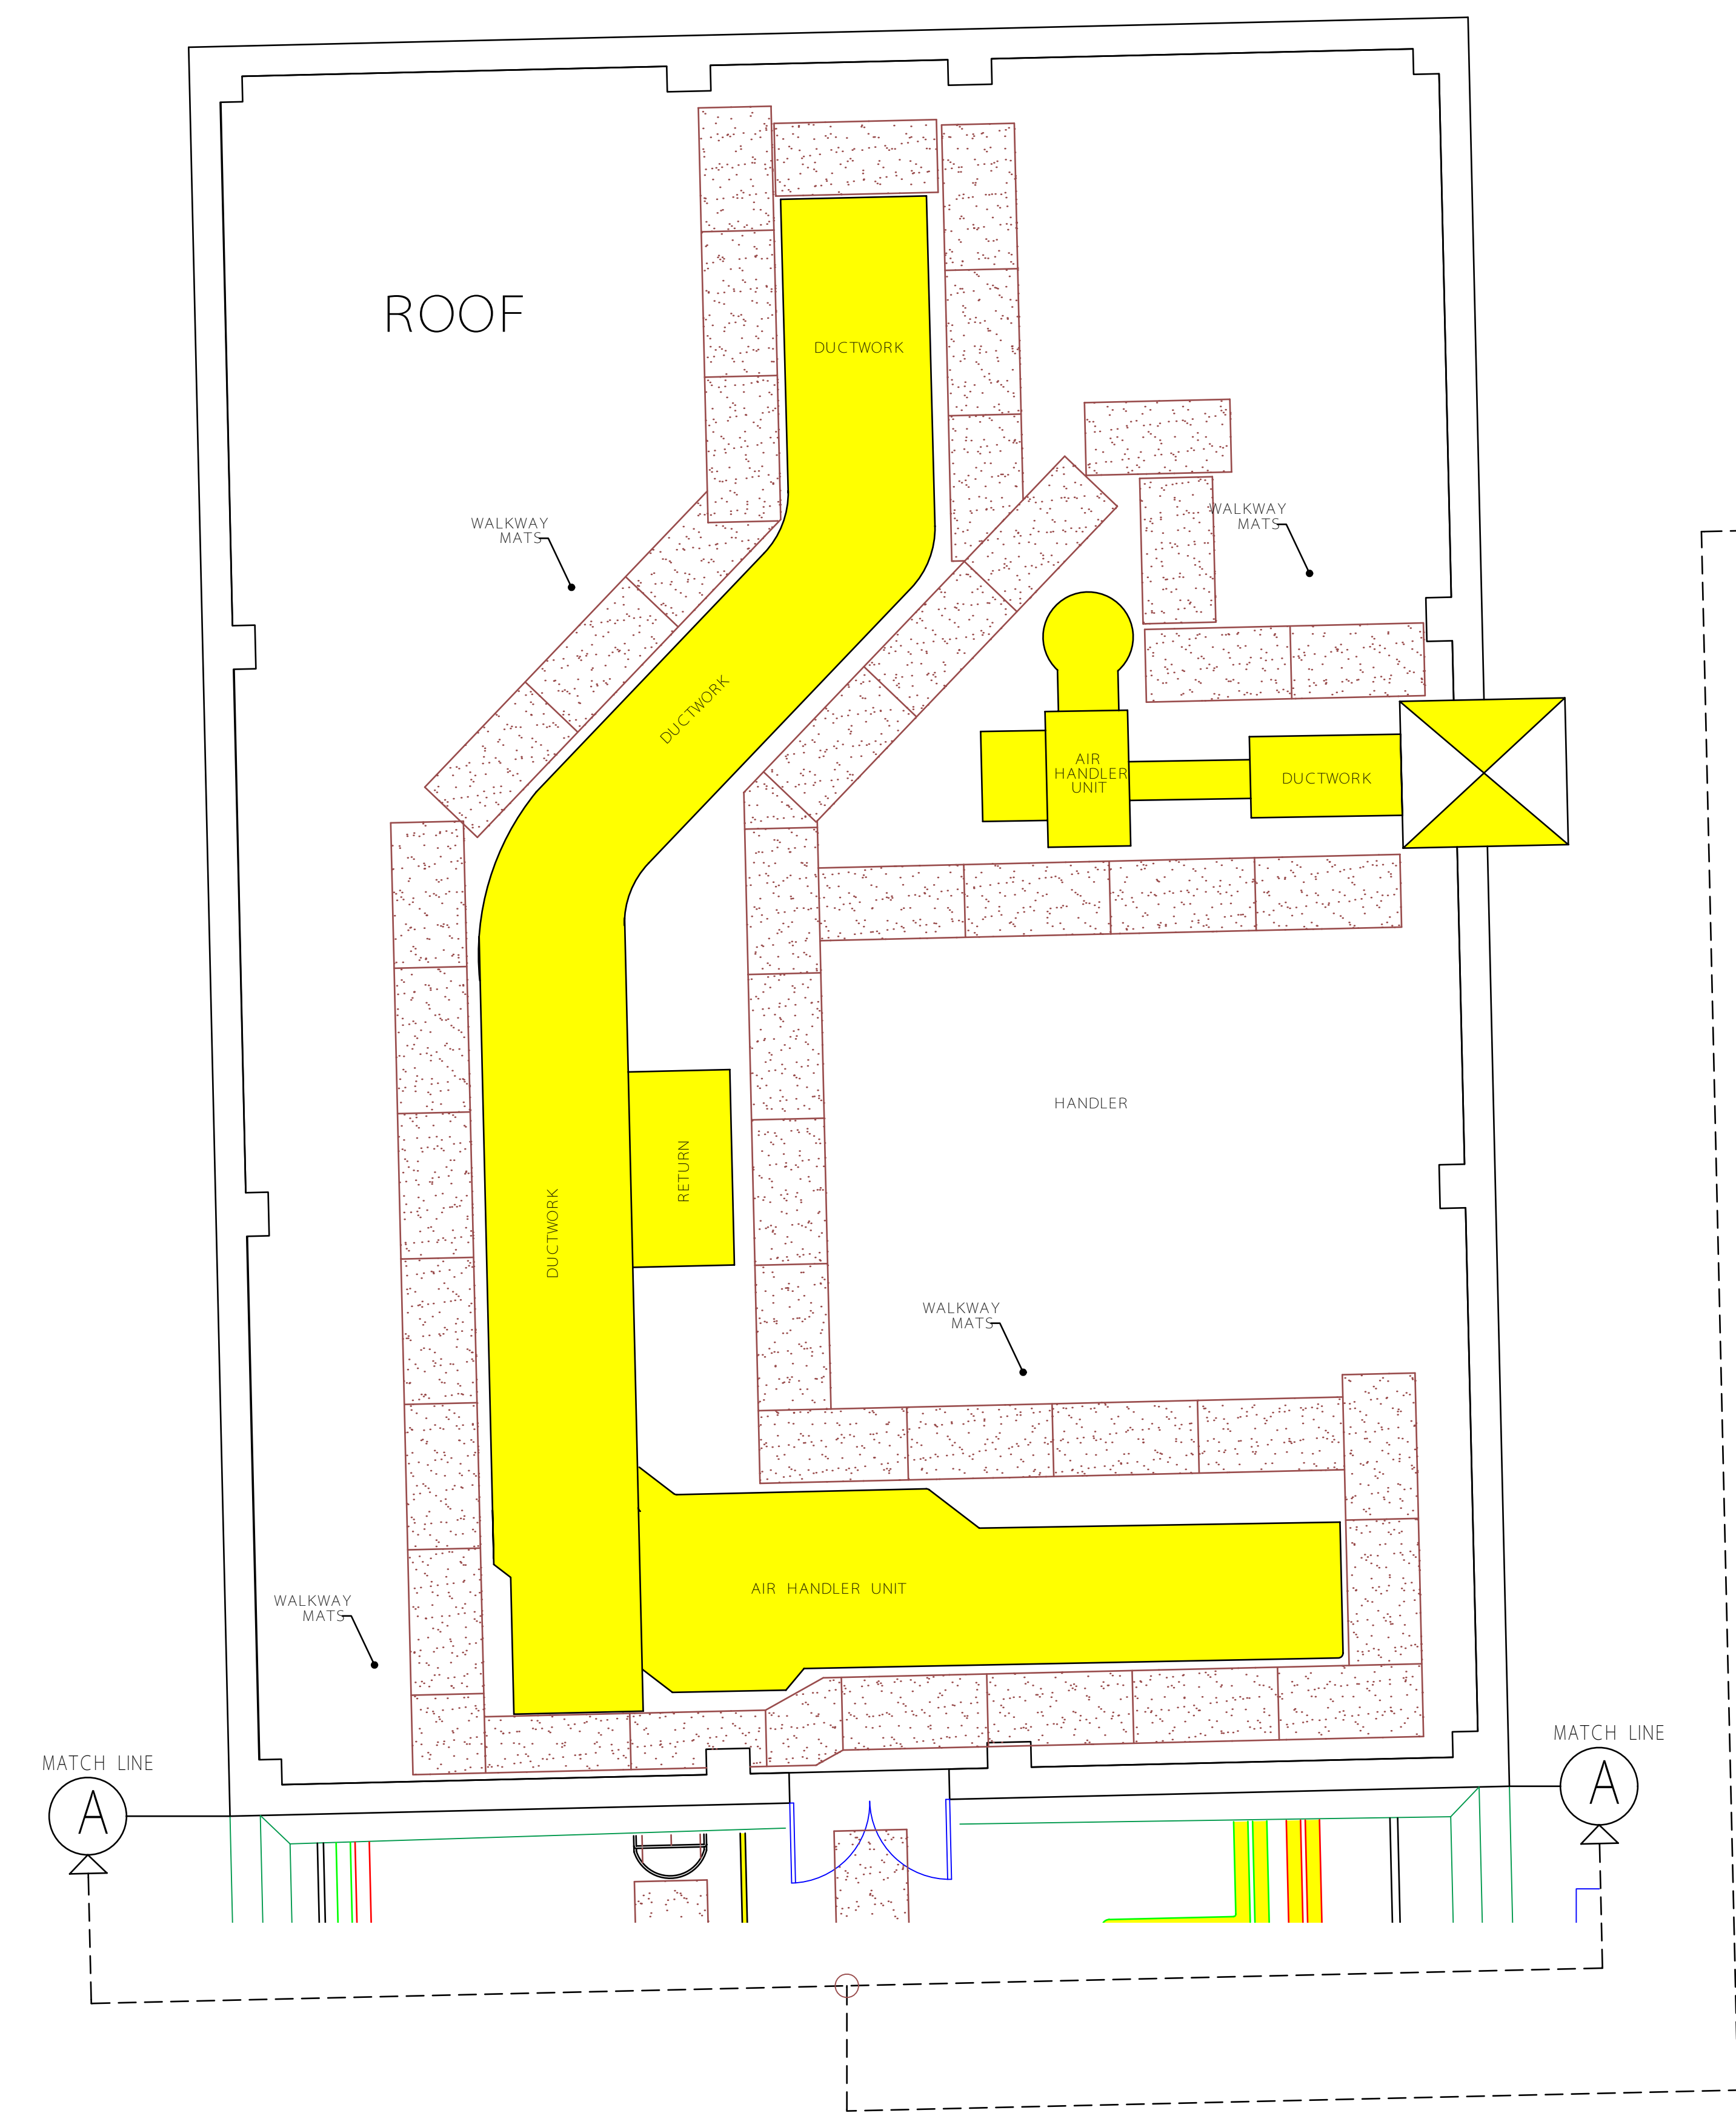 ROOF
DUCTWORK
WALKWAY
MATS
WALKWAY
MATS
DUCTWORK
AIR
HANDLER
UNIT
DUCTWORK
HANDLER
RETURN
DUCTWORK
WALKWAY
MATS
AIR HANDLER UNIT
WALKWAY
MATS
MATCH LINE
A
MATCH LINE
A